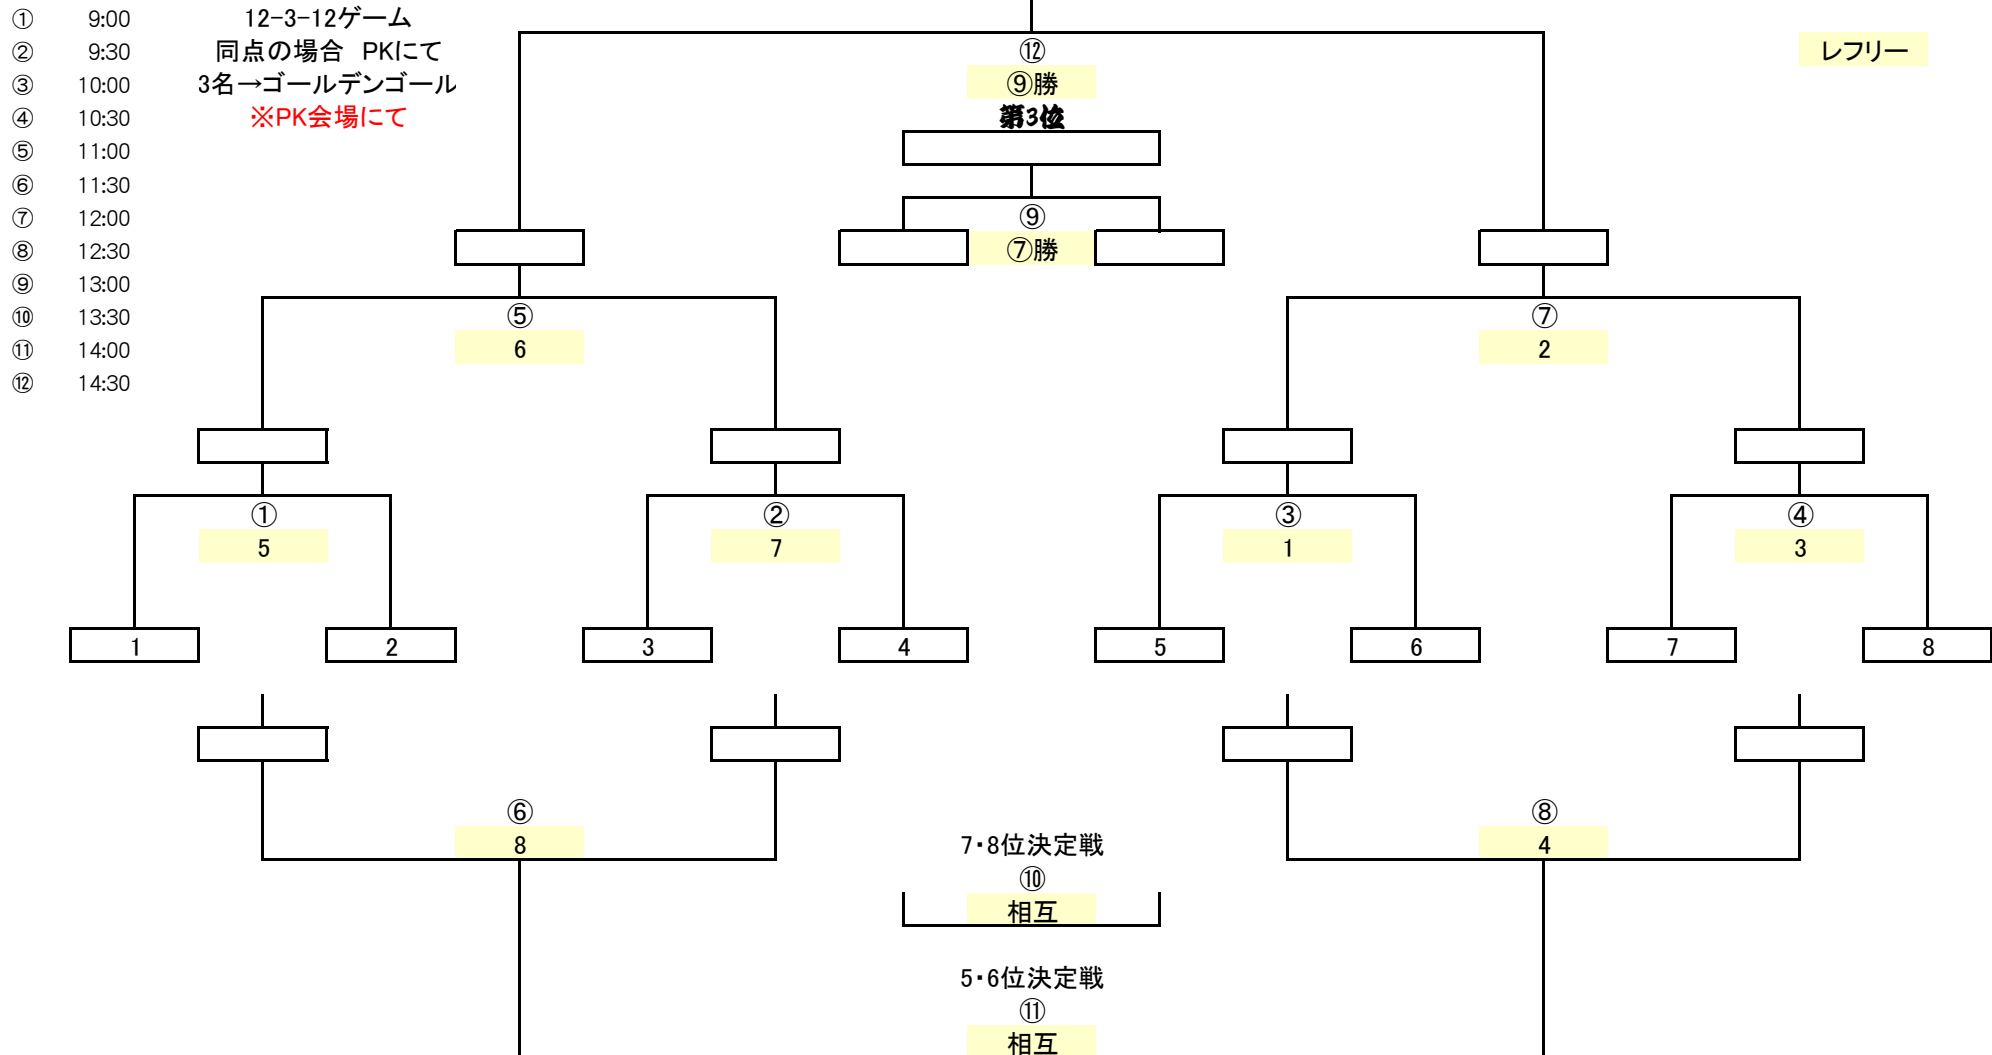 ① 9:00 12-3-12ゲーム
② 9:30 同点の場合 PKにて ⑫ レフリー
③ 10:00 3名→ゴールデンゴール ⑨勝
④ 10:30 ※PK会場にて 第3位
⑤ 11:00
⑥ 11:30
⑦ 12:00 ⑨
⑧ 12:30 ⑦勝
⑨ 13:00
⑩ 13:30 ⑤ ⑦
⑪ 14:00 6 2
⑫ 14:30
① ② ③ ④
5 7 1 3
1 2 3 4 5 6 7 8
⑥ ⑧
8 7・8位決定戦 4
⑩
相互
5・6位決定戦
⑪
相互